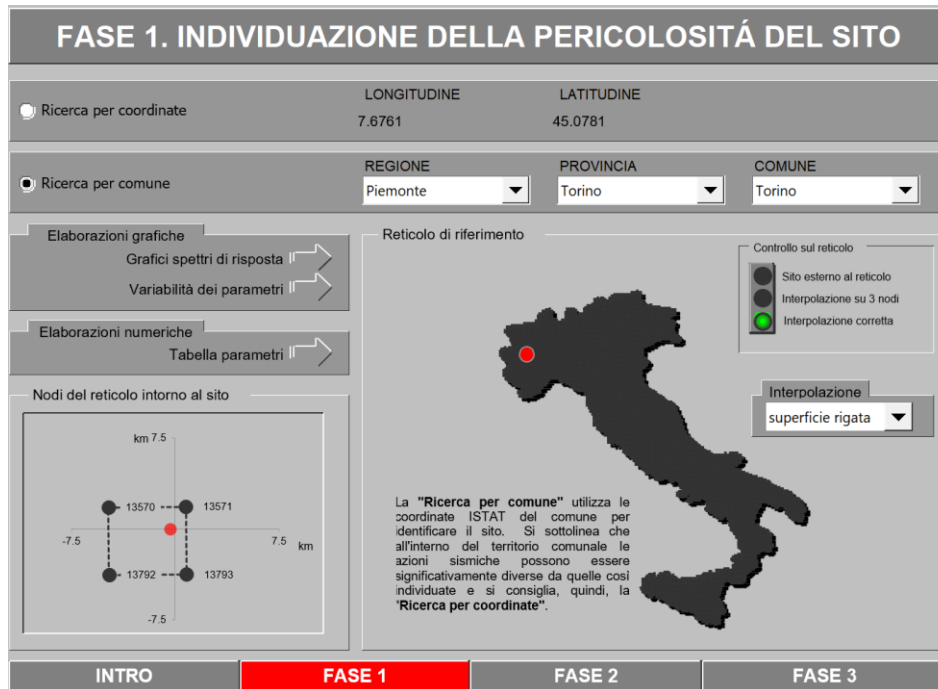 FASE 1. INDIVIDUAZIONE DELLA PERICOLOSITÁ DEL SITO
LONGITUDINE LATITUDINE
Ricerca per coordinate
7.6761 45.0781
REGIONE PROVINCIA COMUNE
Ricerca per comune
Piemonte Torino Torino
Elaborazioni grafiche
Grafici spettri di risposta
Variabilità dei parametri
Elaborazioni numeriche
Tabella parametri
Nodi del reticolo intorno al sito
km 7.5
13570 13571
-7.5 7.5 km
13792 13793
-7.5
Reticolo di riferimento
Controllo sul reticolo
Sito esterno al reticolo
Interpolazione su 3 nodi
Interpolazione corretta
Interpolazione
superficie rigata
La "Ricerca per comune" utilizza le
coordinate ISTAT del comune per
identificare il sito. Si sottolinea che
all'interno del territorio comunale le
azioni sismiche possono essere
significativamente diverse da quelle così
individuate e si consiglia, quindi, la
"Ricerca per coordinate".
INTRO FASE 1 FASE 2 FASE 3